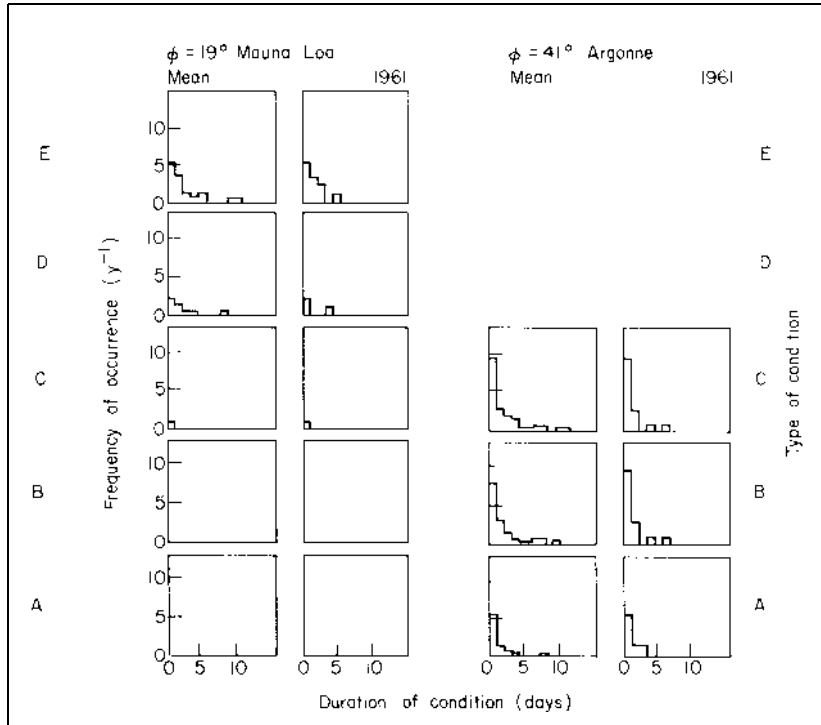 ϕ = 19° Mauna Loa
ϕ = 41° Argonne
Mean 1961
Mean 1961
Frequency of occurrence (y⁻¹)
Type of condition
E
10
5
0
E
D
10
5
0
D
C
10
5
0
C
B
10
5
0
B
A
10
5
0
A
0 5 10
0 5 10
0 5 10
0 5 10
Duration of condition (days)